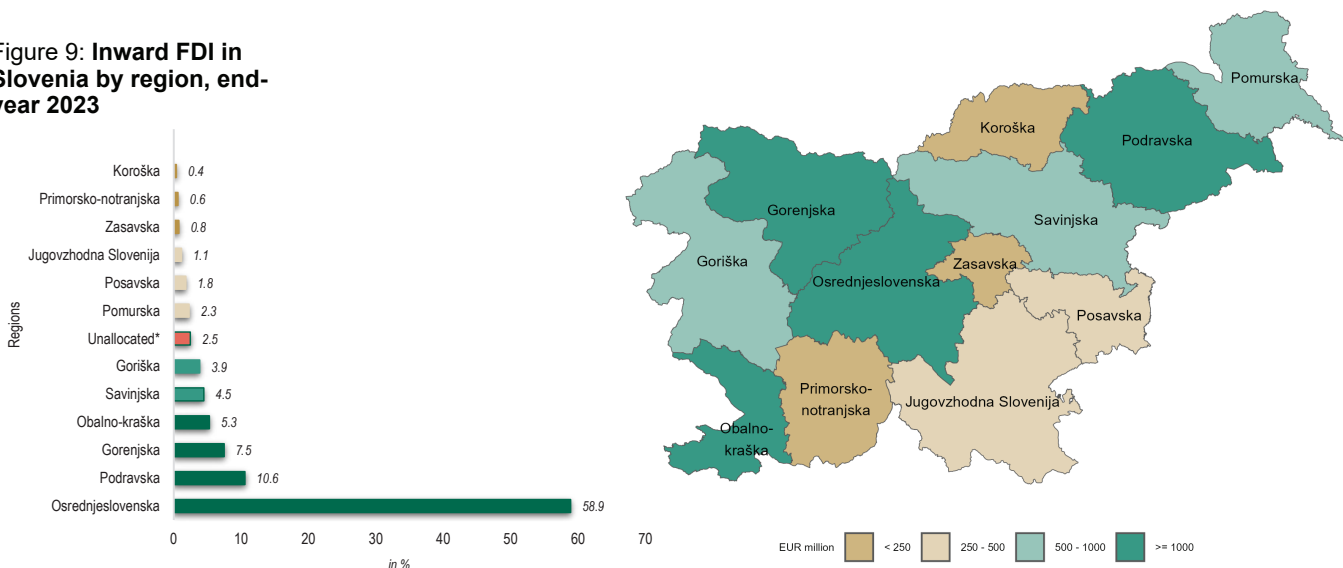 Figure 9: Inward FDI in
Slovenia by region, end-
year 2023
Regions
Koroška 0.4
Primorsko-notranjska 0.6
Zasavska 0.8
Jugovzhodna Slovenija 1.1
Posavska 1.8
Pomurska 2.3
Unallocated* 2.5
Goriška 3.9
Savinjska 4.5
Obalno-kraška 5.3
Gorenjska 7.5
Podravska 10.6
Osrednjeslovenska 58.9
0 10 20 30 40 50 60 70
in %
Pomurska
Koroška
Podravska
Gorenjska
Savinjska
Goriška
Zasavska
Osrednjeslovenska
Posavska
Primorsko-
notranjska
Jugovzhodna Slovenija
Obalno-
kraška
EUR million < 250 250 - 500 500 - 1000 >= 1000